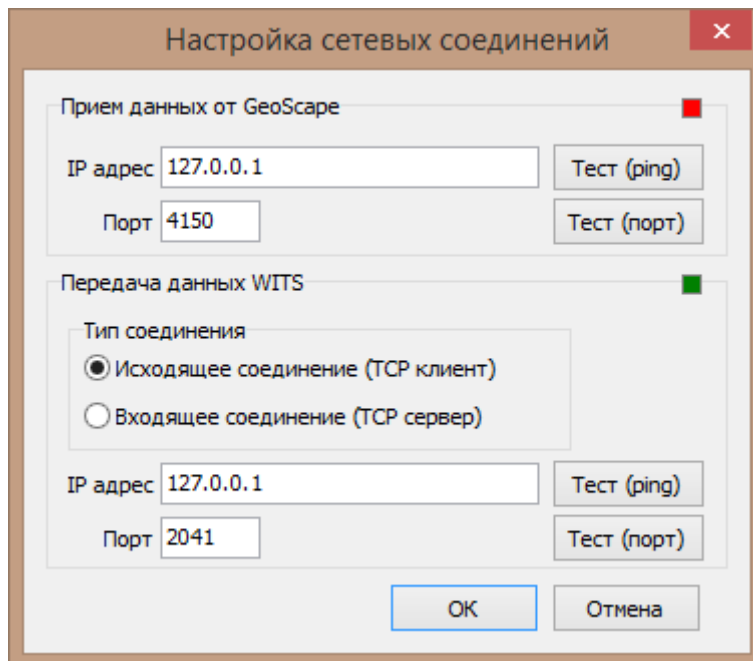 Настройка сетевых соединений
Прием данных от GeoScape
IP адрес 127.0.0.1 Тест (ping)
Порт 4150 Тест (порт)
Передача данных WITS
Тип соединения
Исходящее соединение (TCP клиент)
Входящее соединение (TCP сервер)
IP адрес 127.0.0.1 Тест (ping)
Порт 2041 Тест (порт)
ОК Отмена